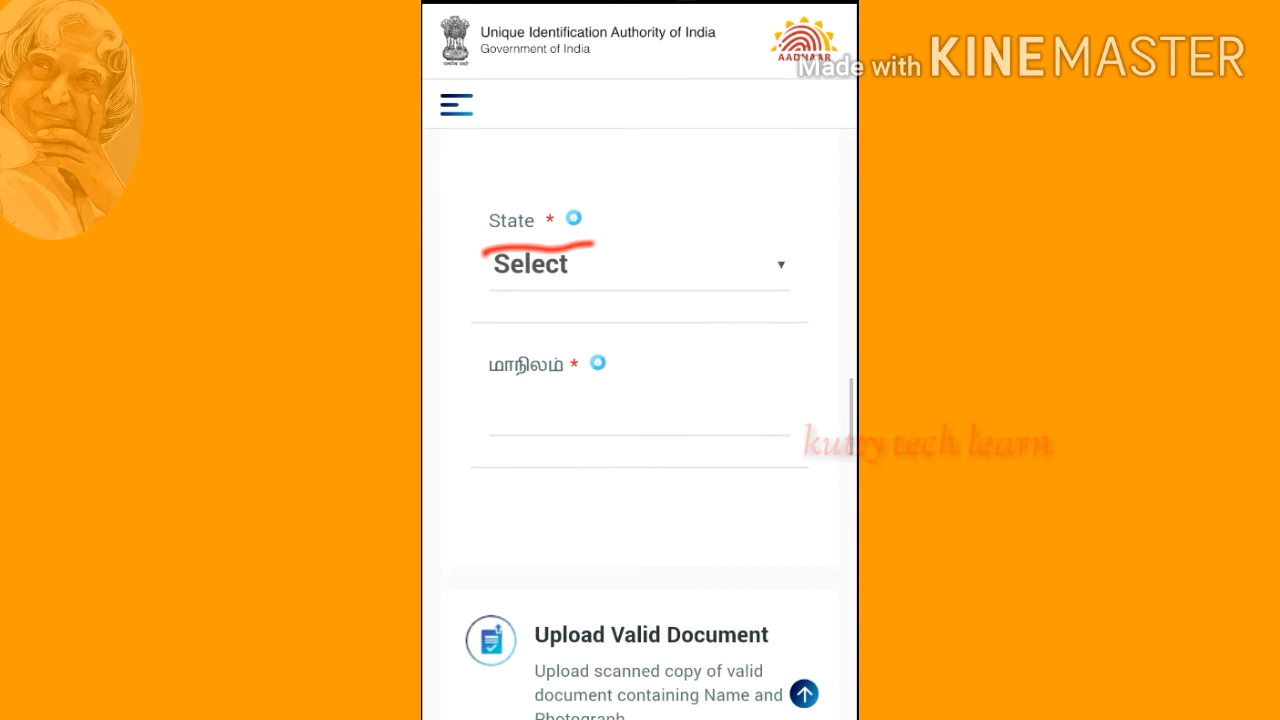 Unique Identification Authority of India
Government of India
AADHAAR
Made with KINEMASTER
State *
Select
மாநிலம் *
kutty tech learn
Upload Valid Document
Upload scanned copy of valid
document containing Name and
Photograph